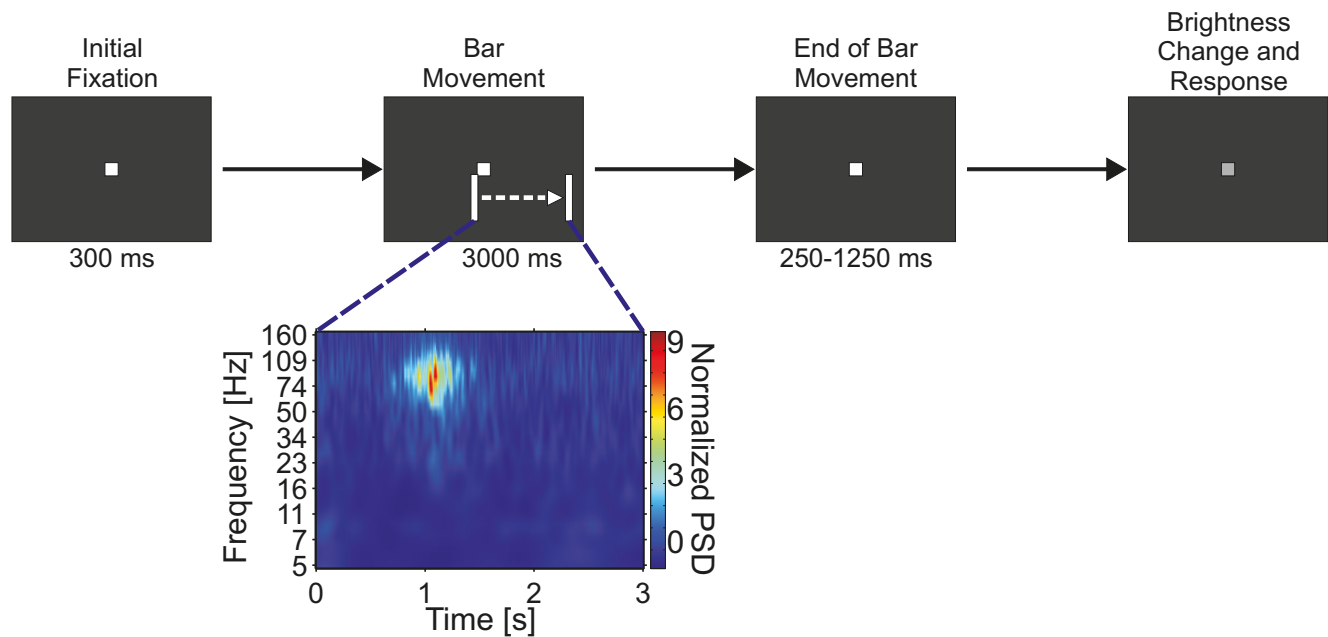 Initial
Fixation
Bar
Movement
End of Bar
Movement
Brightness
Change and
Response
300 ms
3000 ms
250-1250 ms
Frequency [Hz]
160
109
74
50
34
23
16
11
7
5
0
1
2
3
Time [s]
9
6
3
0
Normalized PSD